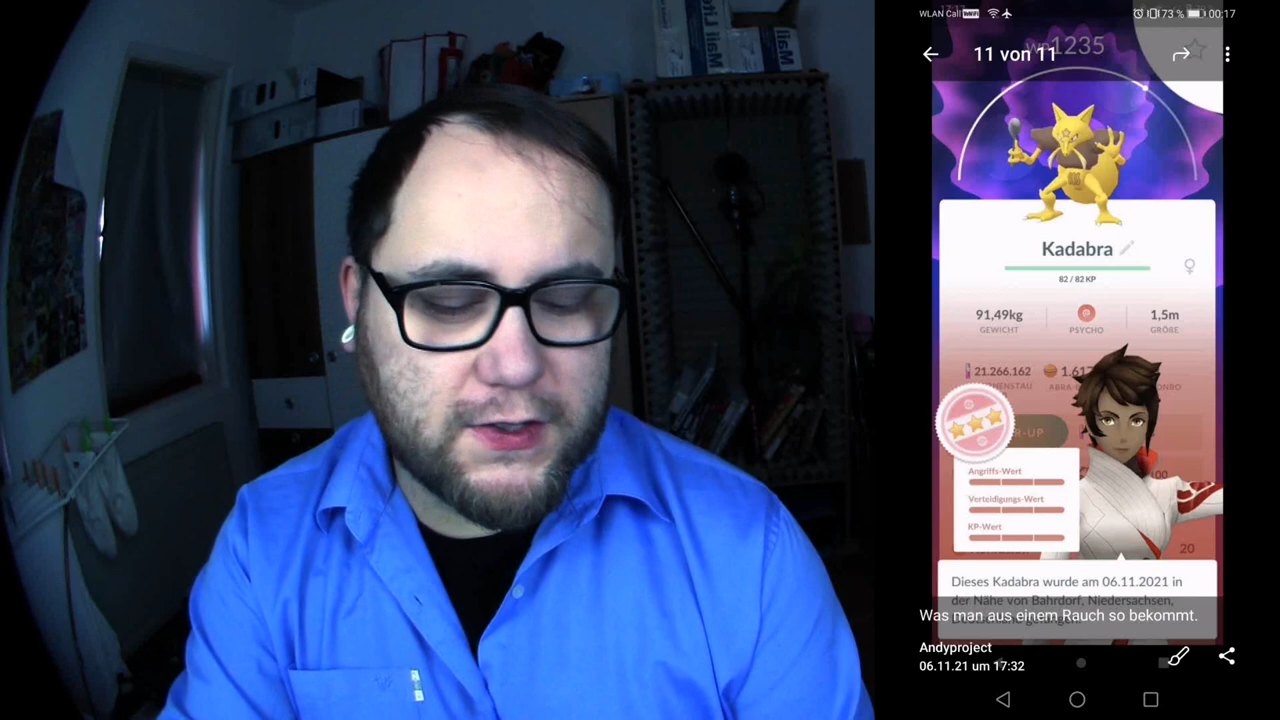 WLAN Call
73 %
00:17
11 von 11
1235
Kadabra
82 / 82 KP
91,49kg
GEWICHT
PSYCHO
1,5m
GRÖßE
21.266.162
Angriffs-Wert
Verteidigungs-Wert
KP-Wert
20
Dieses Kadabra wurde am 06.11.2021 in
der Nähe von Bahrdorf, Niedersachsen,
Was man aus einem Rauch so bekommt.
Andyproject
06.11.21 um 17:32